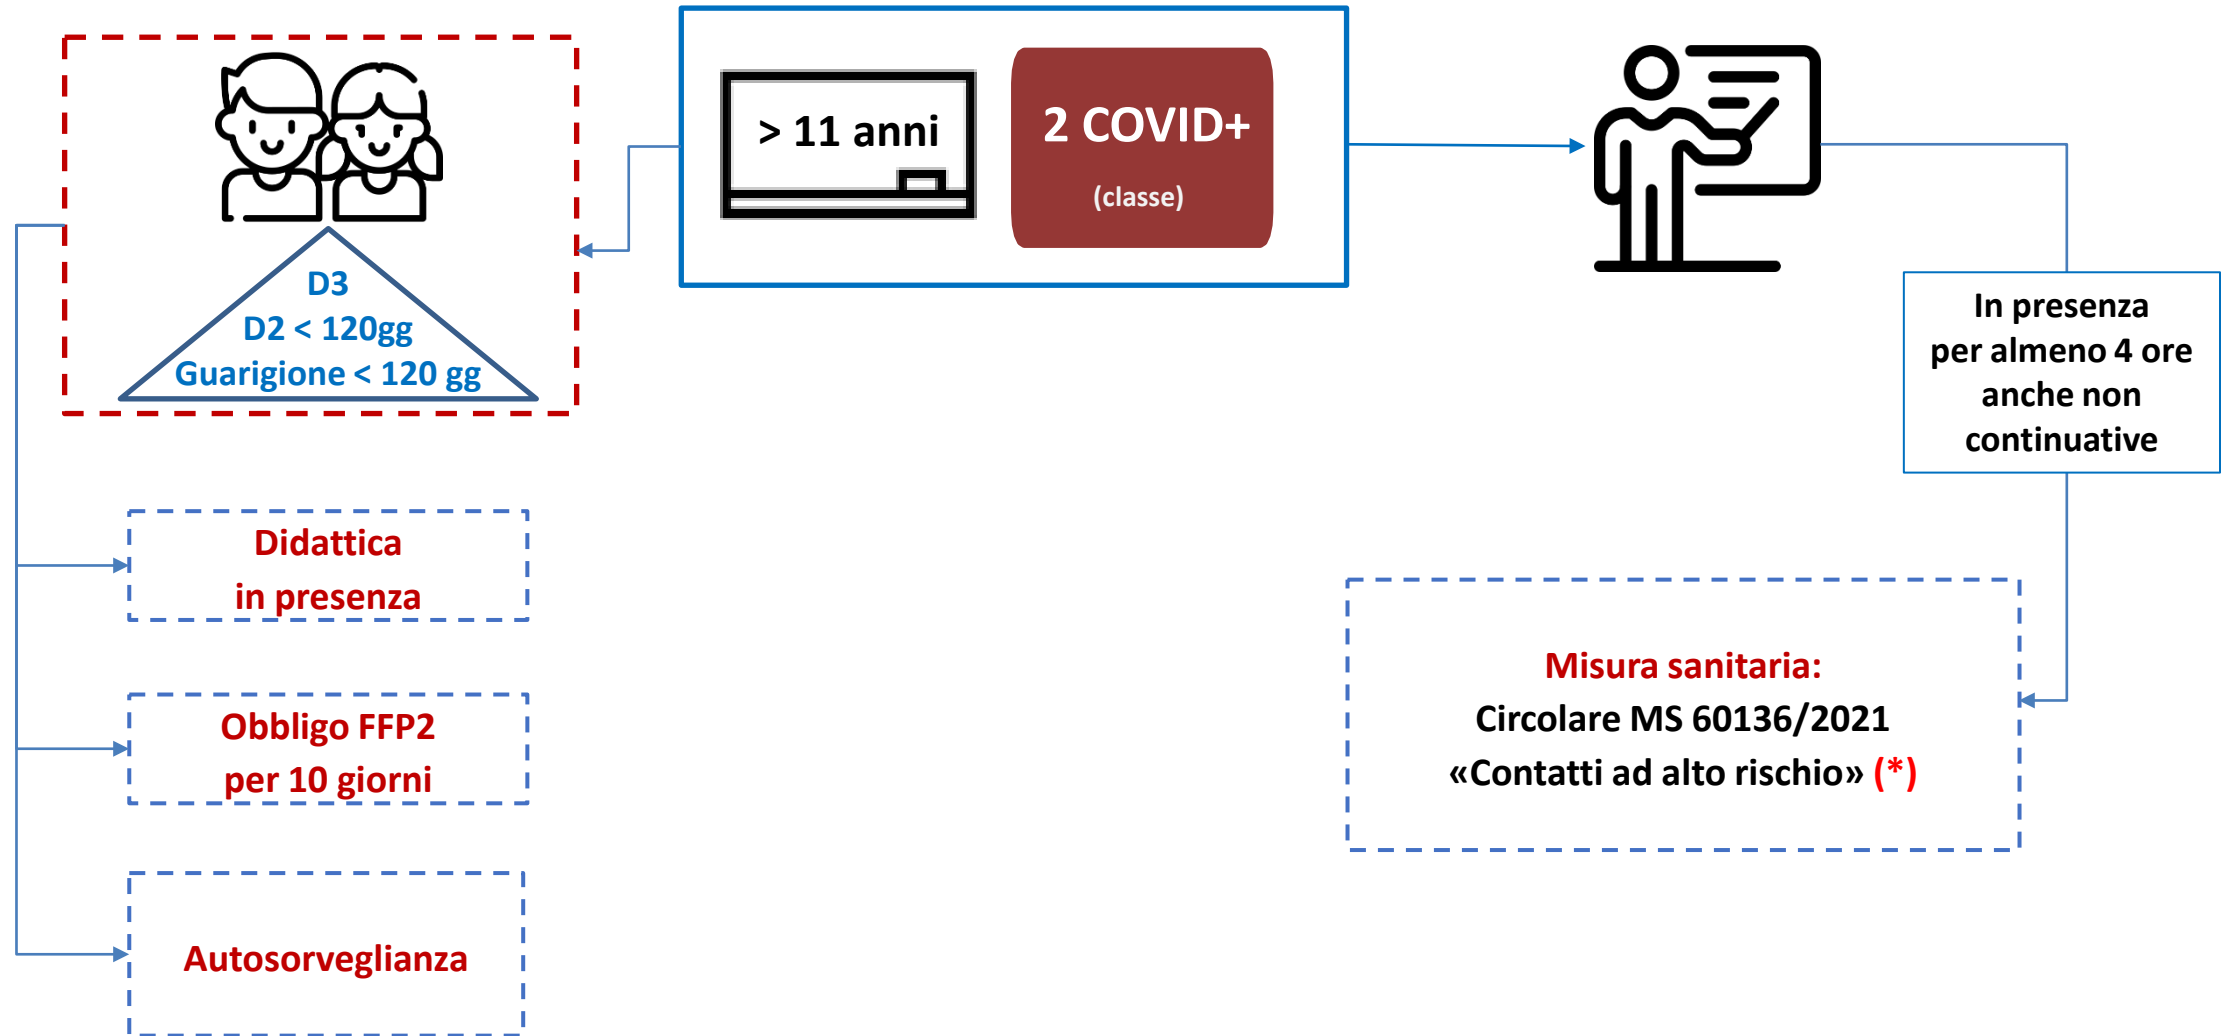 > 11 anni
2 COVID+
(classe)
D3
D2 < 120gg
Guarigione < 120 gg
In presenza
per almeno 4 ore
anche non
continuative
Didattica
in presenza
Obbligo FFP2
per 10 giorni
Autosorveglianza
Misura sanitaria:
Circolare MS 60136/2021
«Contatti ad alto rischio» (*)